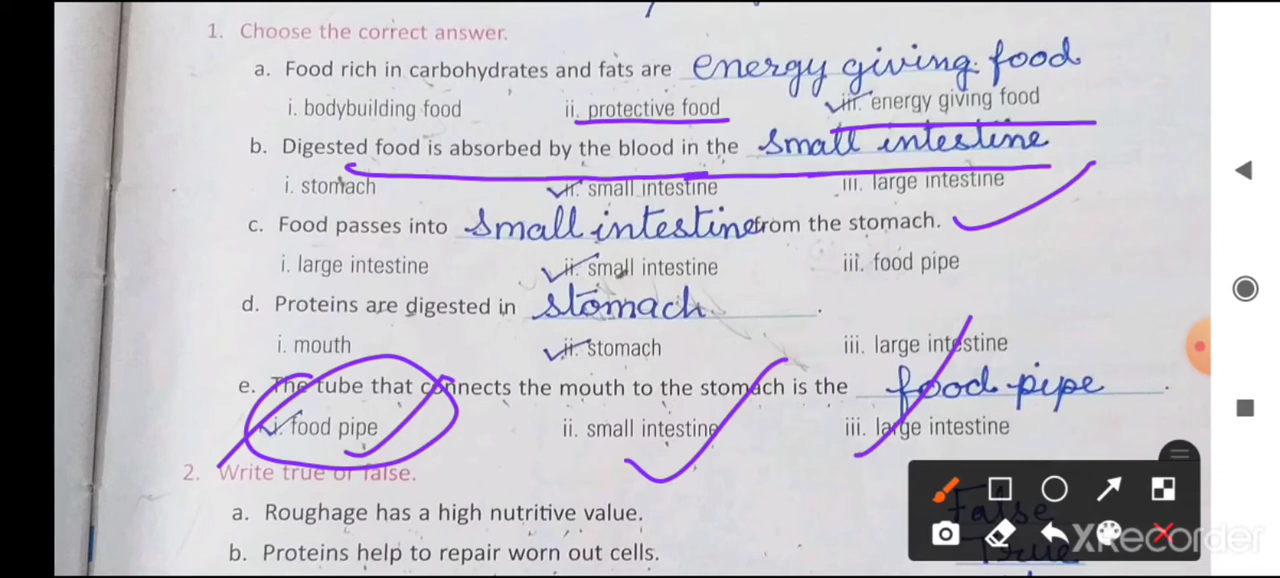 1. Choose the correct answer.
a. Food rich in carbohydrates and fats are energy giving food
i. bodybuilding food ii. protective food iii. energy giving food
b. Digested food is absorbed by the blood in the small intestine
i. stomach ii. small intestine iii. large intestine
c. Food passes into small intestine from the stomach.
i. large intestine ii. small intestine iii. food pipe
d. Proteins are digested in stomach.
i. mouth ii. stomach iii. large intestine
e. The tube that connects the mouth to the stomach is the food pipe.
i. food pipe ii. small intestine iii. large intestine
2. Write true or false.
a. Roughage has a high nutritive value. False
b. Proteins help to repair worn out cells. True
XRecorder